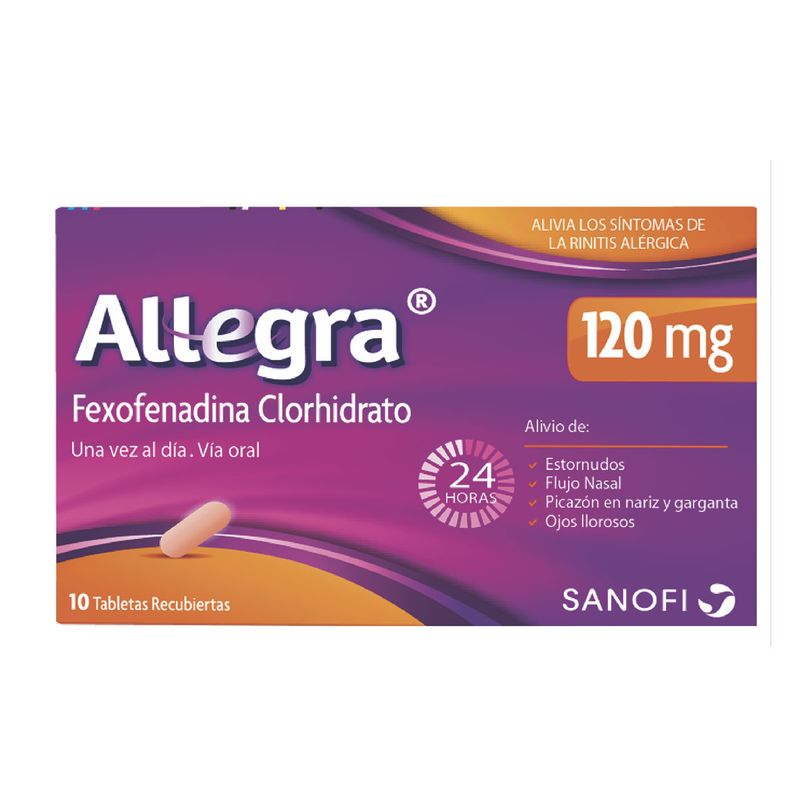 ALIVIA LOS SÍNTOMAS DE
LA RINITIS ALÉRGICA
Allegra®
120 mg
Fexofenadina Clorhidrato
Una vez al día. Vía oral
24
HORAS
Alivio de:
✓ Estornudos
✓ Flujo Nasal
✓ Picazón en nariz y garganta
✓ Ojos llorosos
10 Tabletas Recubiertas
SANOFI